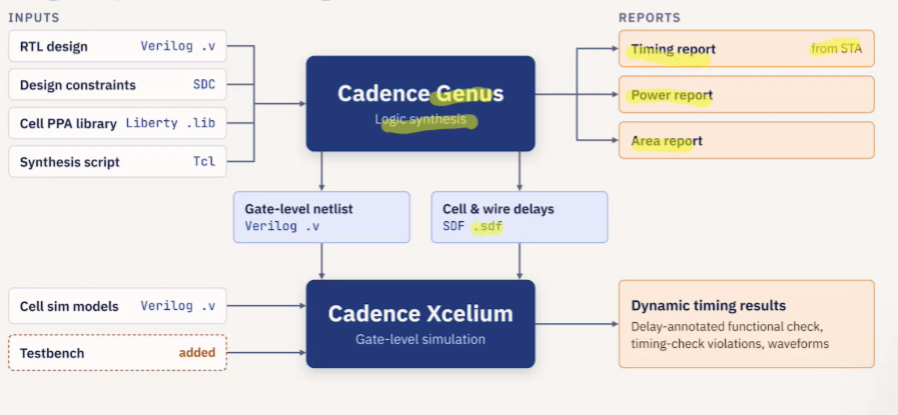 INPUTS
REPORTS
RTL design Verilog .v
Design constraints SDC
Cell PPA library Liberty .lib
Synthesis script Tcl
Cadence Genus
Logic synthesis
Timing report from STA
Power report
Area report
Gate-level netlist
Verilog .v
Cell & wire delays
SDF .sdf
Cell sim models Verilog .v
Testbench added
Cadence Xcelium
Gate-level simulation
Dynamic timing results
Delay-annotated functional check,
timing-check violations, waveforms